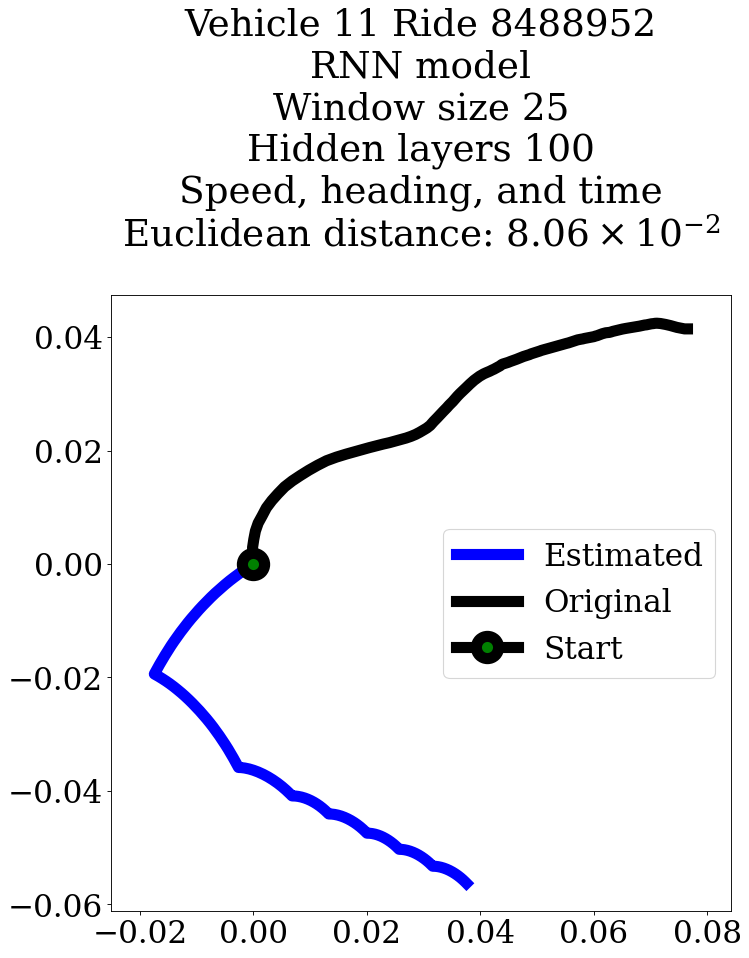 Vehicle 11 Ride 8488952
RNN model
Window size 25
Hidden layers 100
Speed, heading, and time
Euclidean distance: 8.06 × 10⁻²
0.04
0.02
0.00
−0.02
−0.04
−0.06
Estimated
Original
Start
−0.02 0.00 0.02 0.04 0.06 0.08